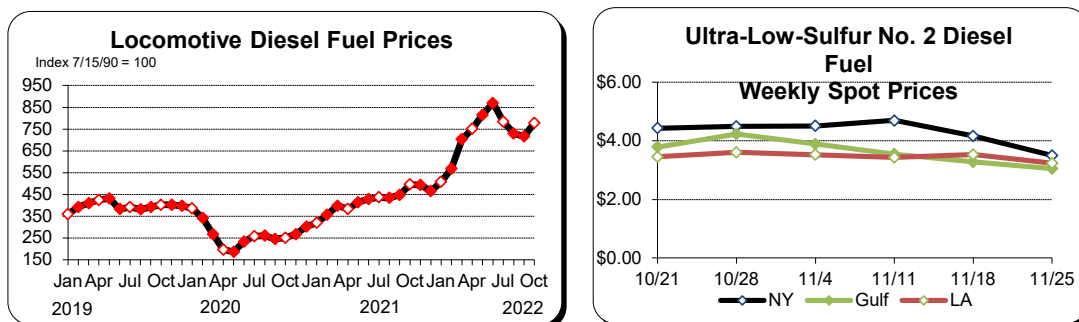 Locomotive Diesel Fuel Prices
Index 7/15/90 = 100
950
850
750
650
550
450
350
250
150
Jan Apr Jul Oct Jan Apr Jul Oct Jan Apr Jul Oct Jan Apr Jul Oct
2019 2020 2021 2022
Ultra-Low-Sulfur No. 2 Diesel
Fuel
Weekly Spot Prices
$6.00
$4.00
$2.00
$0.00
10/21 10/28 11/4 11/11 11/18 11/25
NY Gulf LA